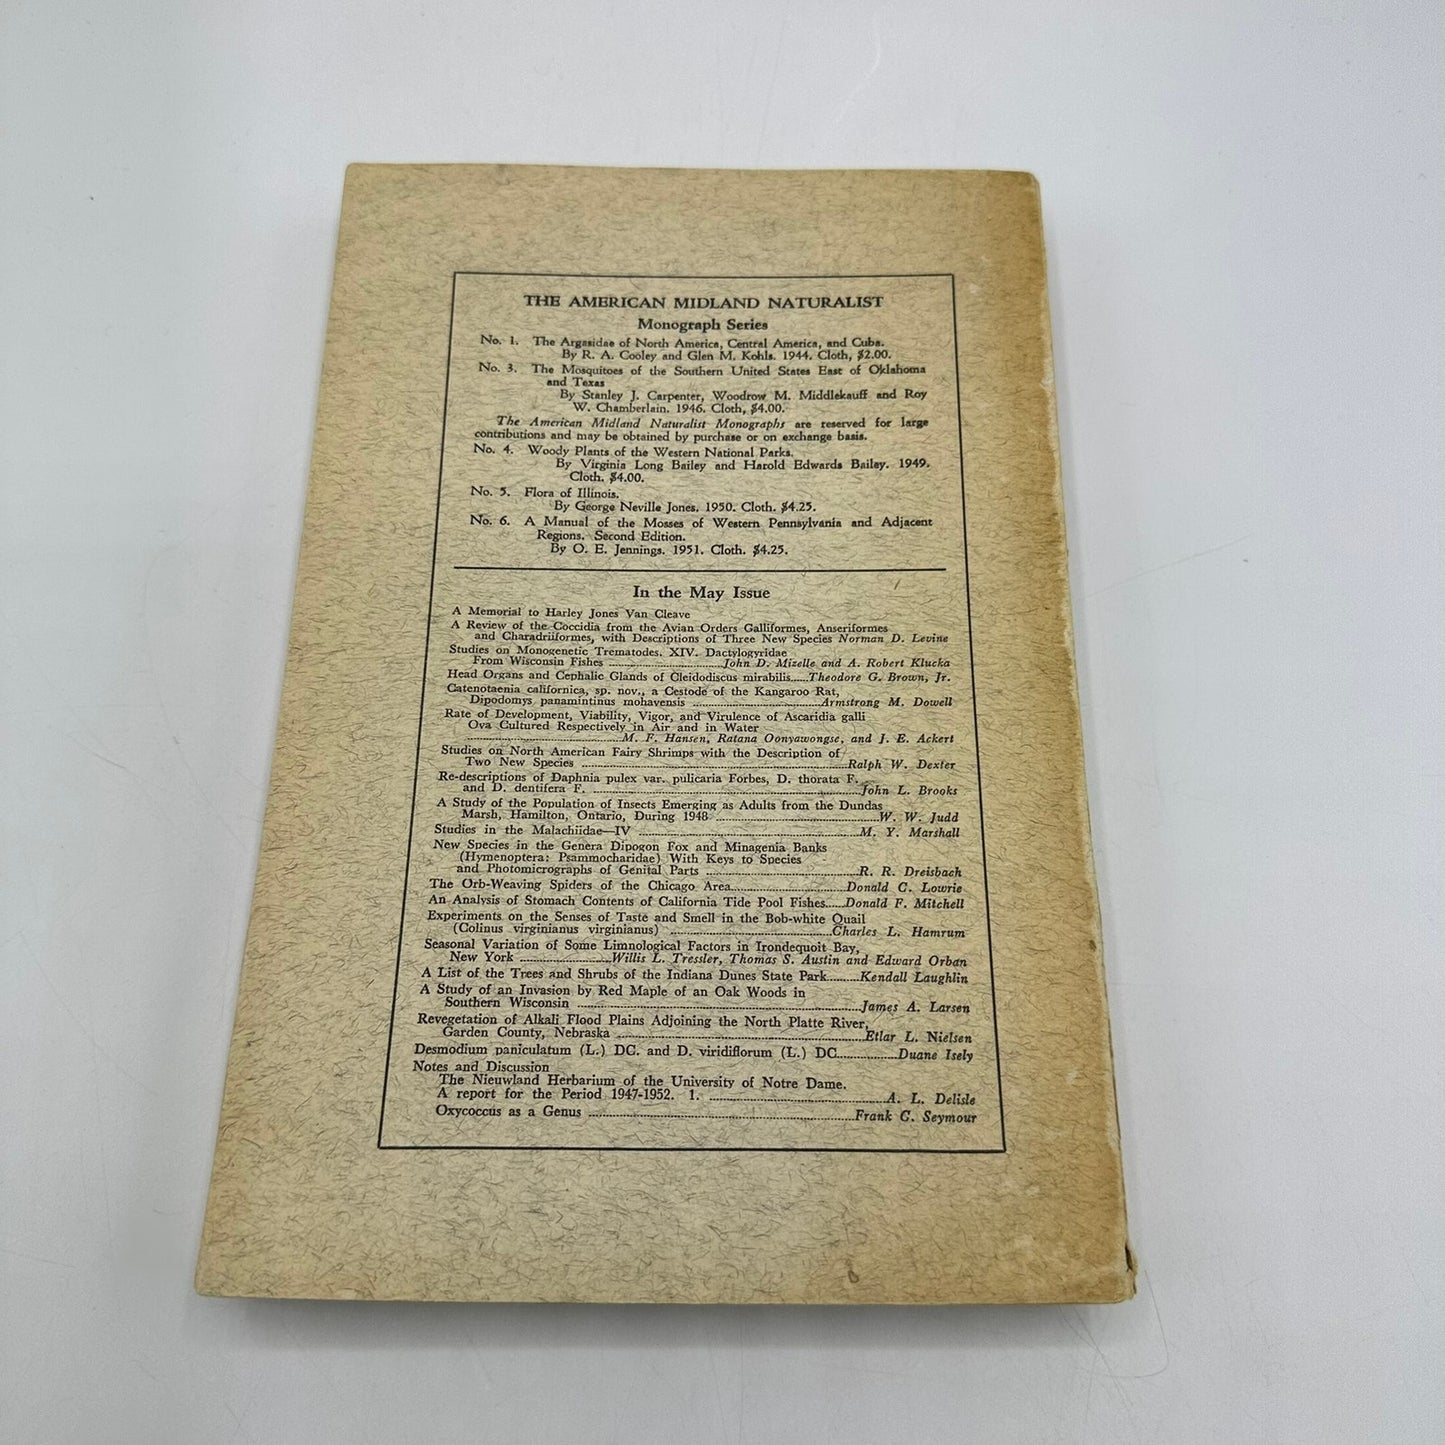 THE AMERICAN MIDLAND NATURALIST
Monograph Series
No. 1. The Argasidae of North America, Central America, and Cuba.
By R. A. Cooley and Glen M. Kohls. 1944. Cloth, $2.00.
No. 3. The Mosquitoes of the Southern United States East of Oklahoma
and Texas
By Stanley J. Carpenter, Woodrow M. Middlekauff and Roy
W. Chamberlain. 1946. Cloth, $4.00.
The American Midland Naturalist Monographs are reserved for large
contributions and may be obtained by purchase or on exchange basis.
No. 4. Woody Plants of the Western National Parks.
By Virginia Long Bailey and Harold Edwards Bailey. 1949.
Cloth. $4.00.
No. 5. Flora of Illinois.
By George Neville Jones. 1950. Cloth. $4.25.
No. 6. A Manual of the Mosses of Western Pennsylvania and Adjacent
Regions. Second Edition.
By O. E. Jennings. 1951. Cloth. $4.25.
In the May Issue
A Memorial to Harley Jones Van Cleave
A Review of the Coccidia from the Avian Orders Galliformes, Anseriformes
and Charadriiformes, with Descriptions of Three New Species Norman D. Levine
Studies on Monogenetic Trematodes. XIV. Dactylogyridae
From Wisconsin Fishes ........ John D. Mizelle and A. Robert Klucka
Head Organs and Cephalic Glands of Cleidodiscus mirabilis......Theodore G. Brown, Jr.
Catenotaenia californica, sp. nov., a Cestode of the Kangaroo Rat,
Dipodomys panamintinus mohavensis ........ Armstrong M. Dowell
Rate of Development, Viability, Vigor, and Virulence of Ascaridia galli
Ova Cultured Respectively in Air and in Water
........ M. F. Hansen, Ratana Oonyawongse, and J. E. Ackert
Studies on North American Fairy Shrimps with the Description of
Two New Species ........ Ralph W. Dexter
Re-descriptions of Daphnia pulex var. pulicaria Forbes, D. thorata F.
and D. dentifera F. ........ John L. Brooks
A Study of the Population of Insects Emerging as Adults from the Dundas
Marsh, Hamilton, Ontario, During 1948 ........ W. W. Judd
Studies in the Malachiidae—IV ........ M. Y. Marshall
New Species in the Genera Dipogon Fox and Minagenia Banks
(Hymenoptera: Psammocharidae) With Keys to Species
and Photomicrographs of Genital Parts ........ R. R. Dreisbach
The Orb-Weaving Spiders of the Chicago Area........Donald C. Lowrie
An Analysis of Stomach Contents of California Tide Pool Fishes......Donald F. Mitchell
Experiments on the Senses of Taste and Smell in the Bob-white Quail
(Colinus virginianus virginianus) ........ Charles L. Hamrum
Seasonal Variation of Some Limnological Factors in Irondequoit Bay,
New York ........ Willis L. Tressler, Thomas S. Austin and Edward Orban
A List of the Trees and Shrubs of the Indiana Dunes State Park........Kendall Laughlin
A Study of an Invasion by Red Maple of an Oak Woods in
Southern Wisconsin ........ James A. Larsen
Revegetation of Alkali Flood Plains Adjoining the North Platte River,
Garden County, Nebraska ........ Etlar L. Nielsen
Desmodium paniculatum (L.) DC. and D. viridiflorum (L.) DC........Duane Isely
Notes and Discussion
The Nieuwland Herbarium of the University of Notre Dame.
A report for the Period 1947-1952. 1. ........ A. L. Delisle
Oxycoccus as a Genus ........ Frank C. Seymour